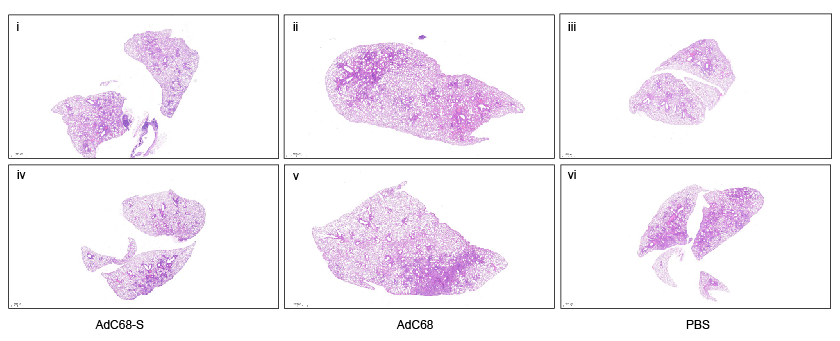 i ii iii
iv v vi
AdC68-S AdC68 PBS